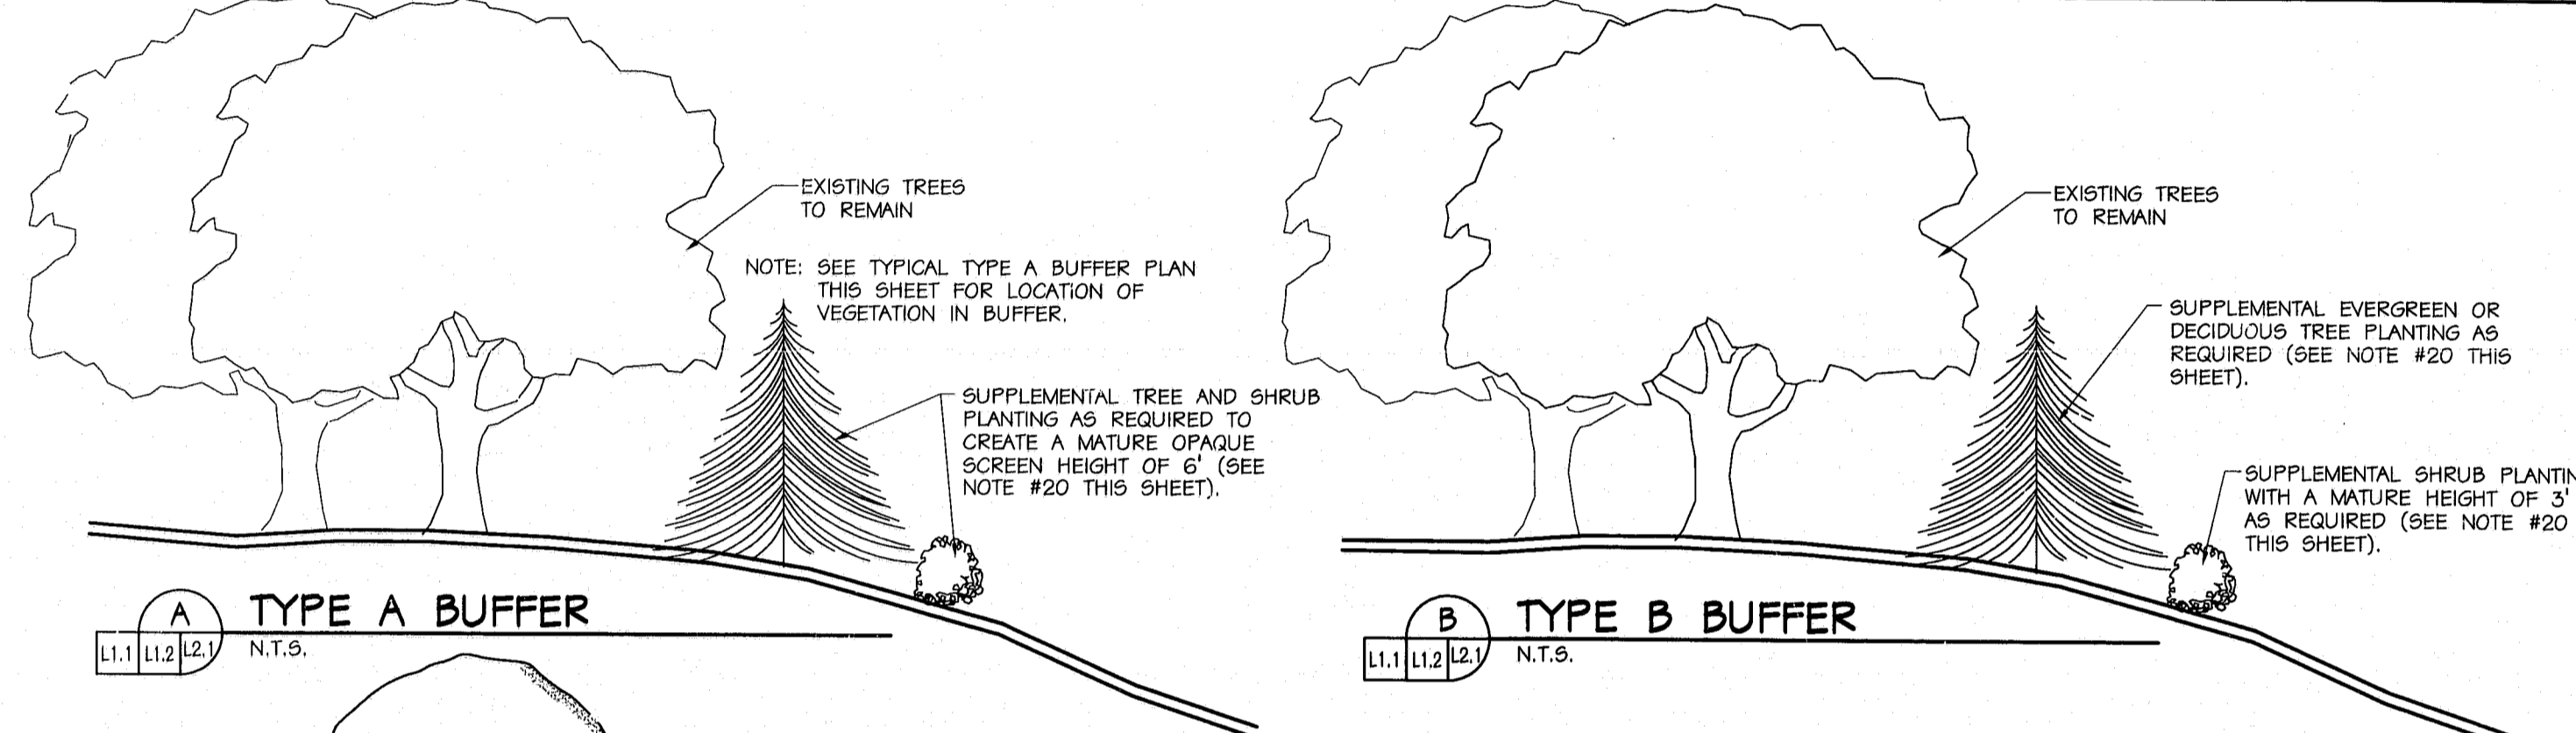 EXISTING TREES
TO REMAIN
NOTE: SEE TYPICAL TYPE A BUFFER PLAN
THIS SHEET FOR LOCATION OF
VEGETATION IN BUFFER.
SUPPLEMENTAL TREE AND SHRUB
PLANTING AS REQUIRED TO
CREATE A MATURE OPAQUE
SCREEN HEIGHT OF 6' (SEE
NOTE #20 THIS SHEET).
A
TYPE A BUFFER
L1.1 L1.2 L2.1
N.T.S.
EXISTING TREES
TO REMAIN
SUPPLEMENTAL EVERGREEN OR
DECIDUOUS TREE PLANTING AS
REQUIRED (SEE NOTE #20 THIS
SHEET).
SUPPLEMENTAL SHRUB PLANTIN
WITH A MATURE HEIGHT OF 3'
AS REQUIRED (SEE NOTE #20
THIS SHEET).
B
TYPE B BUFFER
L1.1 L1.2 L2.1
N.T.S.